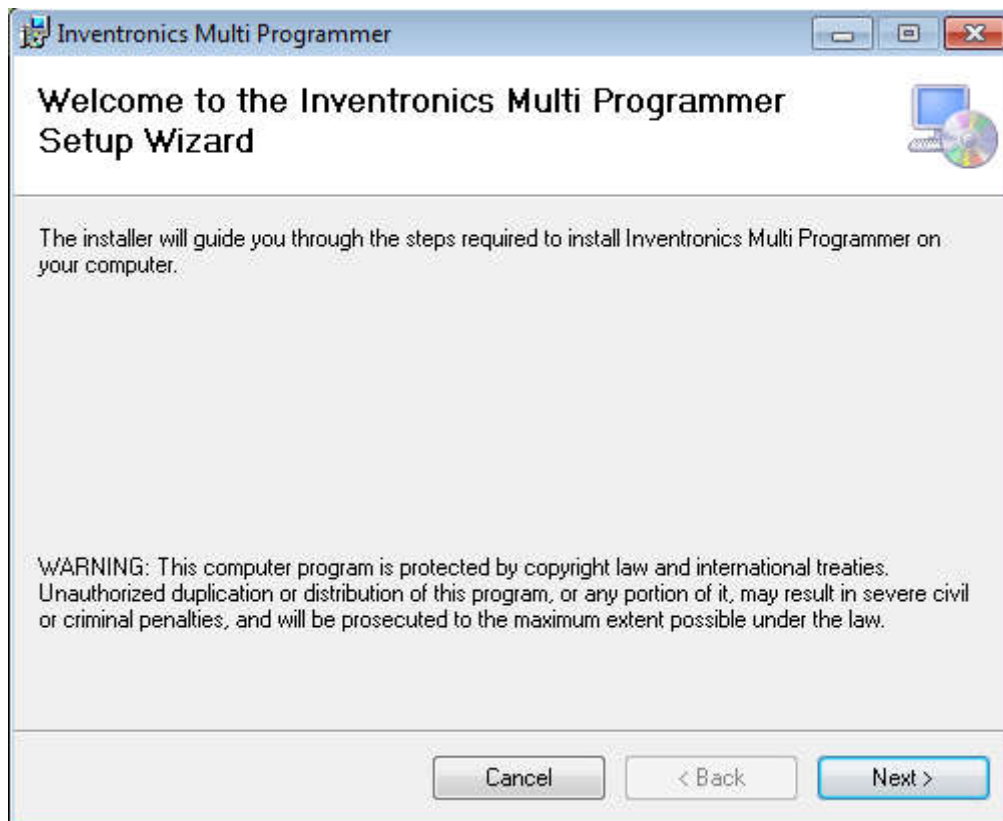 Inventronics Multi Programmer
Welcome to the Inventronics Multi Programmer
Setup Wizard
The installer will guide you through the steps required to install Inventronics Multi Programmer on
your computer.
WARNING: This computer program is protected by copyright law and international treaties.
Unauthorized duplication or distribution of this program, or any portion of it, may result in severe civil
or criminal penalties, and will be prosecuted to the maximum extent possible under the law.
Cancel
< Back
Next >